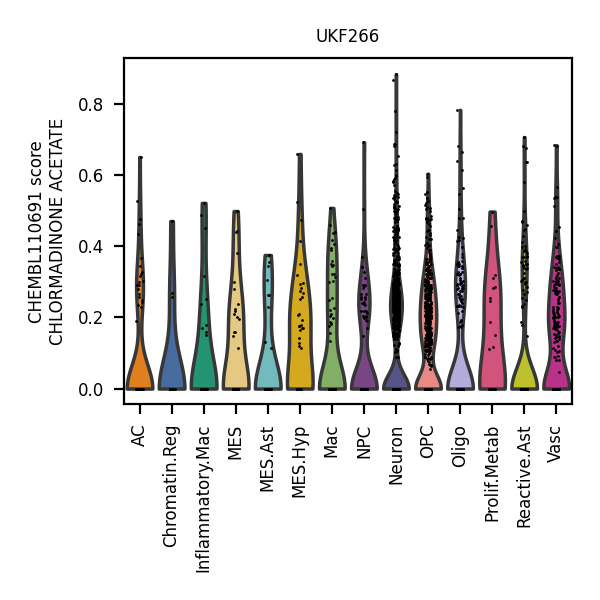 UKF266
CHEMBL110691 score
CHLORMADINONE ACETATE
0.8
0.6
0.4
0.2
0.0
AC
Chromatin.Reg
Inflammatory.Mac
MES
MES.Ast
MES.Hyp
Mac
NPC
Neuron
OPC
Oligo
Prolif.Metab
Reactive.Ast
Vasc